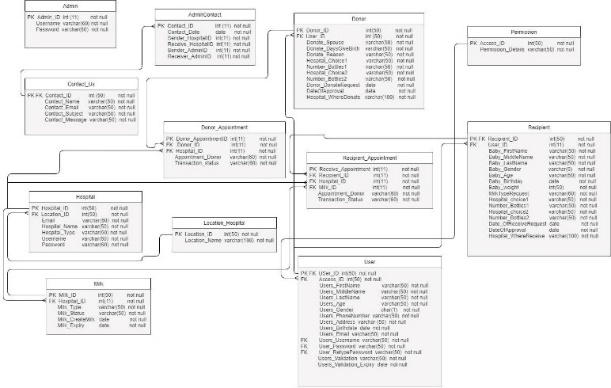 Admin
PK Admin_ID int (11) not null
Username varchar(60) not null
Password varchar(50) not null
AdminContact
PK Contact_ID int (11) not null
Contact_Date date not null
Sender_HospitalID int(11) not null
Receive_HospitalID int(11) not null
Sender_AdminID int(11) not null
Receiver_AdminID int(11) not null
Donor
PK Donor_ID int(50) not null
FK User_ID int(50) not null
Donate_Spouse varchar(50) not null
Donate_DaysGiveBirth varchar(50) not null
Donate_Reason varchar(50) not null
Hospital_Choice1 varchar(50) not null
Number_Bottles1 varchar(50) not null
Hospital_Choice2 varchar(50) not null
Number_Bottles2 varchar(50) not null
Donor_DonateRequest date not null
DateOfApproval date not null
Hospital_WhereDonate varchar(100) not null
Permission
PK Access_ID int(50) not null
Permission_Details varchar(50) not null
Contact_Us
PK FK Contact_ID int (50) not null
Contact_Name varchar(50) not null
Contact_Email varchar(50) not null
Contact_Subject varchar(50) not null
Contact_Message varchar(50) not null
Donor_Appointment
PK Donor_AppointmentID int(11) not null
FK Donor_ID int(11) not null
FK Hospital_ID int(11) not null
Appointment_Donor varchar(60) not null
Transaction_status varchar(60) not null
Recipient_Appointment
PK Receive_Appointment int(11) not null
FK Recipient_ID int(11) not null
FK Hospital_ID int(11) not null
FK Milk_ID int(11) not null
Appointment_Donor varchar(60) not null
Transaction_Status varchar(60) not null
Recipient
PK FK Recipient_ID int(50) not null
FK User_ID int(11) not null
Baby_FirstName varchar(50) not null
Baby_MiddleName varchar(50) not null
Baby_LastName varchar(50) not null
Baby_Gender varchar(0) not null
Baby_Age varchar(50) not null
Baby_Birthday date not null
Baby_weight int(50) not null
MilkTypeRequest varchar(60) not null
Hospital_choice1 varchar(50) not null
Number_Bottles1 varchar(50) not null
Hospital_choice2 varchar(50) not null
Number_Bottles2 varchar(50) not null
Date_OfReceiveRequest date not null
DateOfApproval date not null
Hospital_WhereReceive varchar(100) not null
Hospital
PK Hospital_ID int(50) not null
FK Location_ID int(50) not null
Email varchar(60) not null
Hospital_Name varchar(50) not null
Hospital_Type varchar(60) not null
Username varchar(60) not null
Password varchar(60) not null
Location_Hospital
PK Location_ID int(50) not null
Location_Name varchar(100) not null
Milk
PK Milk_ID int(50) not null
FK Hospital_ID int(11) not null
Milk_Type varchar(50) not null
Milk_Status varchar(50) not null
Milk_CreateWk date not null
Milk_Expiry date not null
User
PK FK USer_ID int(50) not null
FK Access_ID int(50) not null
Users_FirstName varchar(50) not null
Users_MiddleName varchar(50) not null
Users_LastName varchar(50) not null
Users_Age varchar(50) not null
Users_Gender char(1) not null
Users_PhoneNumber varchar(50) not null
Users_Address varchar (50) not null
Users_Birthdate date not null
Users_Email varchar(50) not null
FK Users_Username varchar(50) not null
FK User_Password varchar(50) not null
FK User_RetypePassword varchar(50) not null
Users_Validation varchar(60) not null
Users_Validation_Expiry date not null